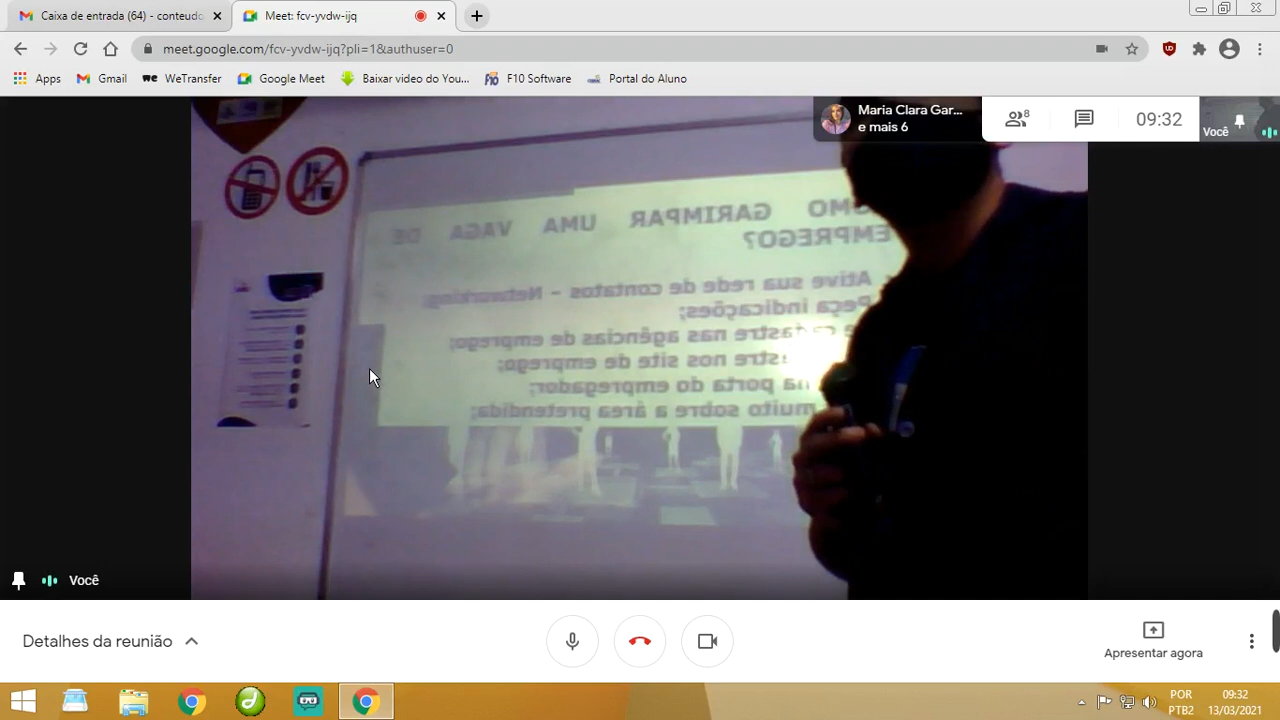 Caixa de entrada (64) - conteudo
Meet: fcv-yvdw-ijq
meet.google.com/fcv-yvdw-ijq?pli=1&authuser=0
Apps
Gmail
WeTransfer
Google Meet
Baixar video do You...
F10 Software
Portal do Aluno
Maria Clara Gar...
e mais 6
8
09:32
Você
COMO GARIMPAR UMA VAGA DE
EMPREGO?
Ative sua rede de contatos – Networking;
Peça indicações;
nas agências de emprego;
nos site de emprego;
na porta do empregador;
muito sobre a área pretendida;
Você
Detalhes da reunião
Apresentar agora
POR
PTB2
09:32
13/03/2021